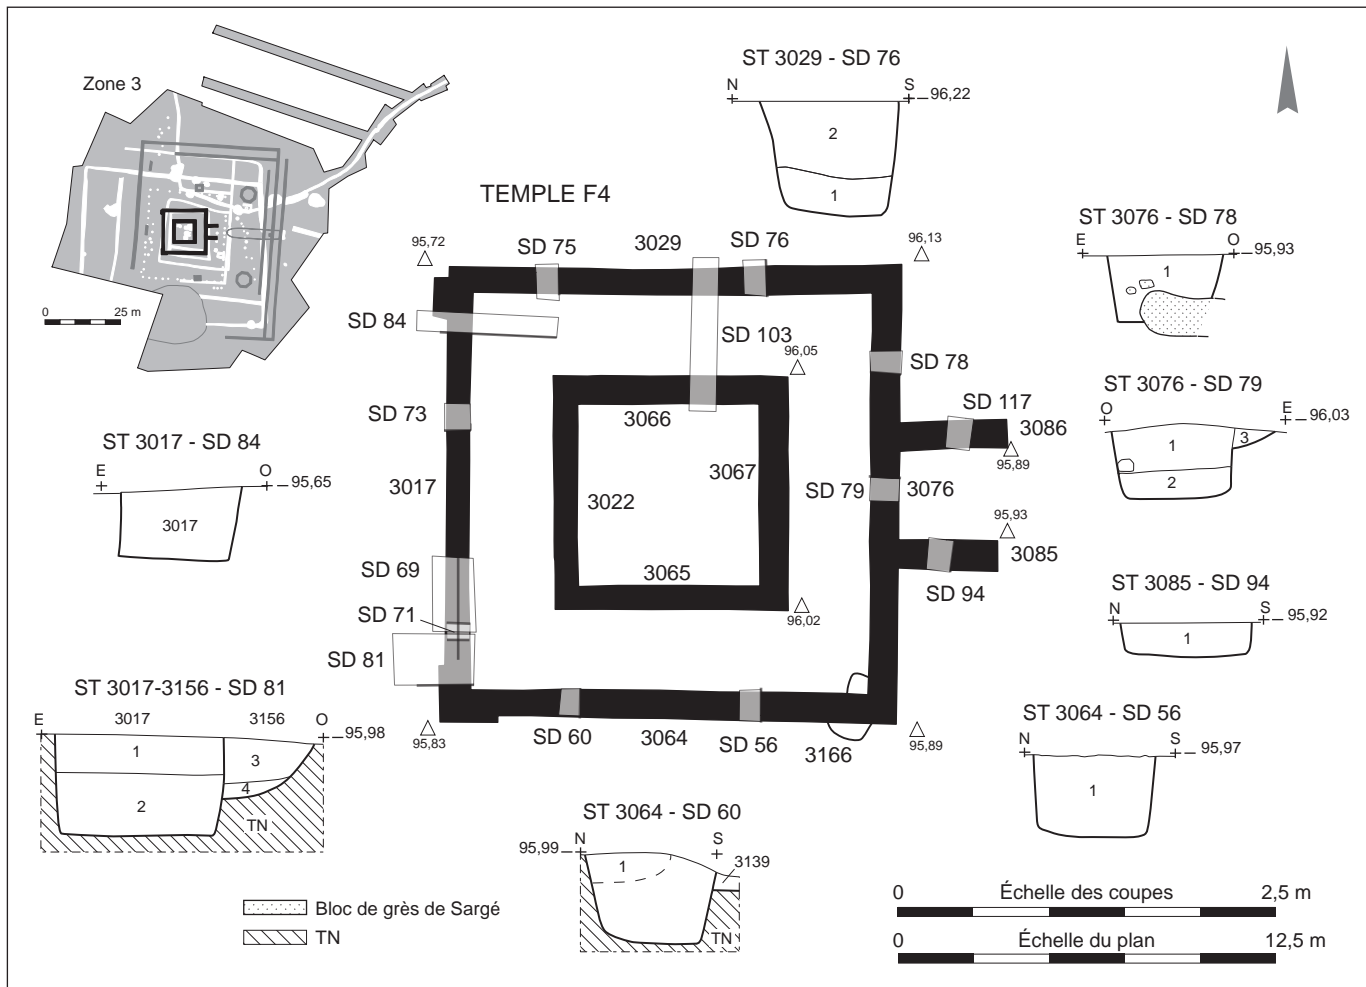 Zone 3
0 25 m
ST 3029 - SD 76
N S 96,22
2
1
TEMPLE F4
ST 3076 - SD 78
E O 95,93
1
95,72
SD 75
3029
SD 76
96,13
SD 84
SD 103
96,05
SD 78
ST 3076 - SD 79
O E 96,03
1
3
2
SD 73
3066
SD 117
3086
95,89
ST 3017 - SD 84
E O 95,65
3017
3017
3067
3022
SD 79
3076
95,93
3085
SD 69
3065
SD 94
SD 71
96,02
ST 3085 - SD 94
N S 95,92
1
SD 81
ST 3017-3156 - SD 81
E 3017 3156 O 95,98
1
3
4
2
TN
95,83
SD 60
3064
SD 56
3166
95,89
ST 3064 - SD 56
N S 95,97
1
ST 3064 - SD 60
95,99 N S
1
3139
TN
Bloc de grès de Sargé
TN
0 Échelle des coupes 2,5 m
0 Échelle du plan 12,5 m